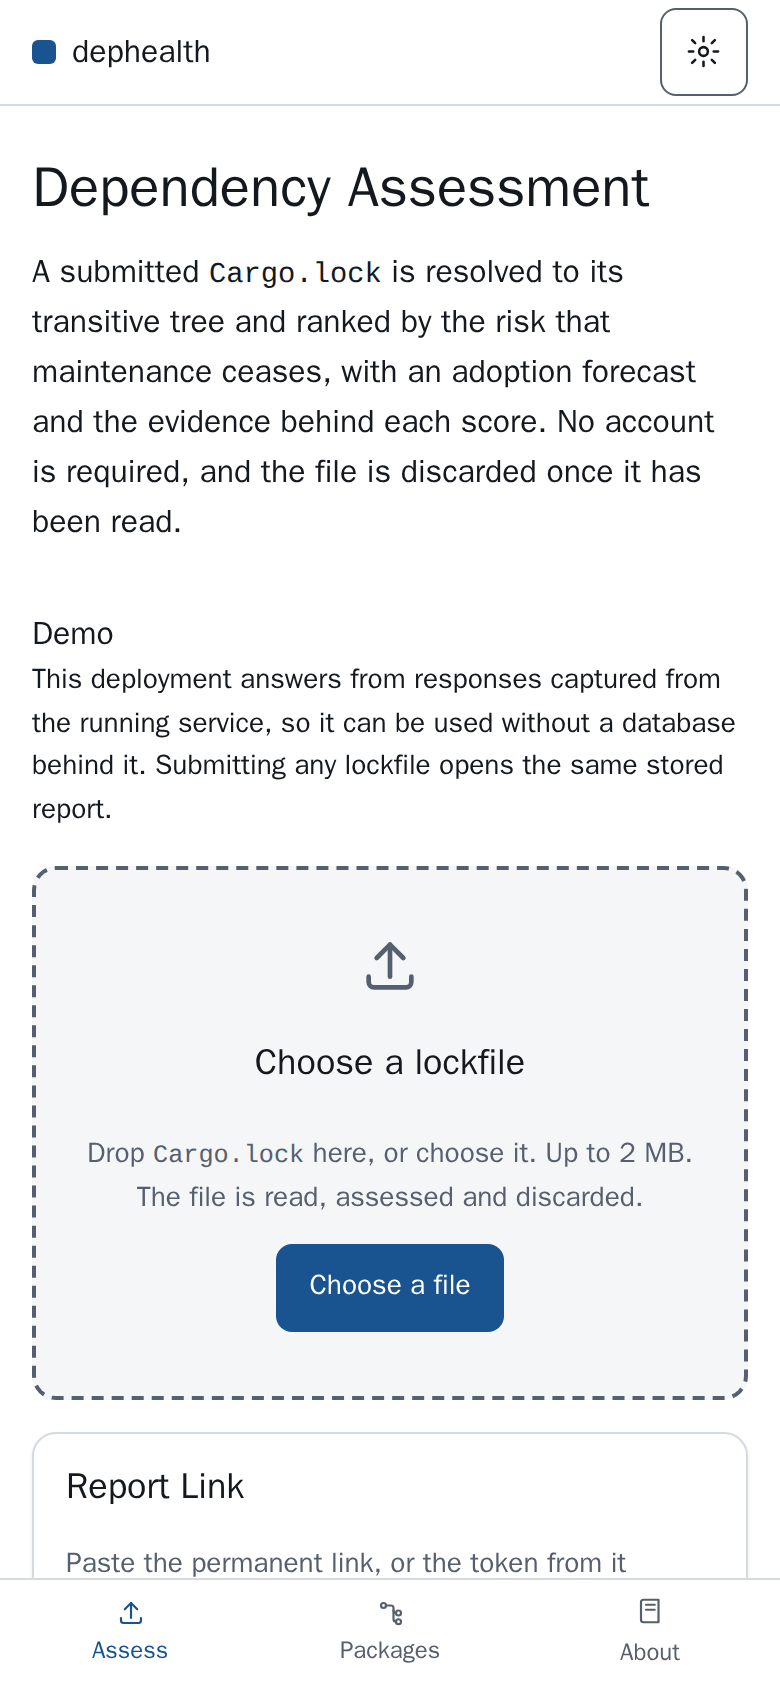 dephealth
Dependency Assessment
A submitted Cargo.lock is resolved to its
transitive tree and ranked by the risk that
maintenance ceases, with an adoption forecast
and the evidence behind each score. No account
is required, and the file is discarded once it has
been read.
Demo
This deployment answers from responses captured from
the running service, so it can be used without a database
behind it. Submitting any lockfile opens the same stored
report.
Choose a lockfile
Drop Cargo.lock here, or choose it. Up to 2 MB.
The file is read, assessed and discarded.
Choose a file
Report Link
Paste the permanent link, or the token from it
Assess
Packages
About